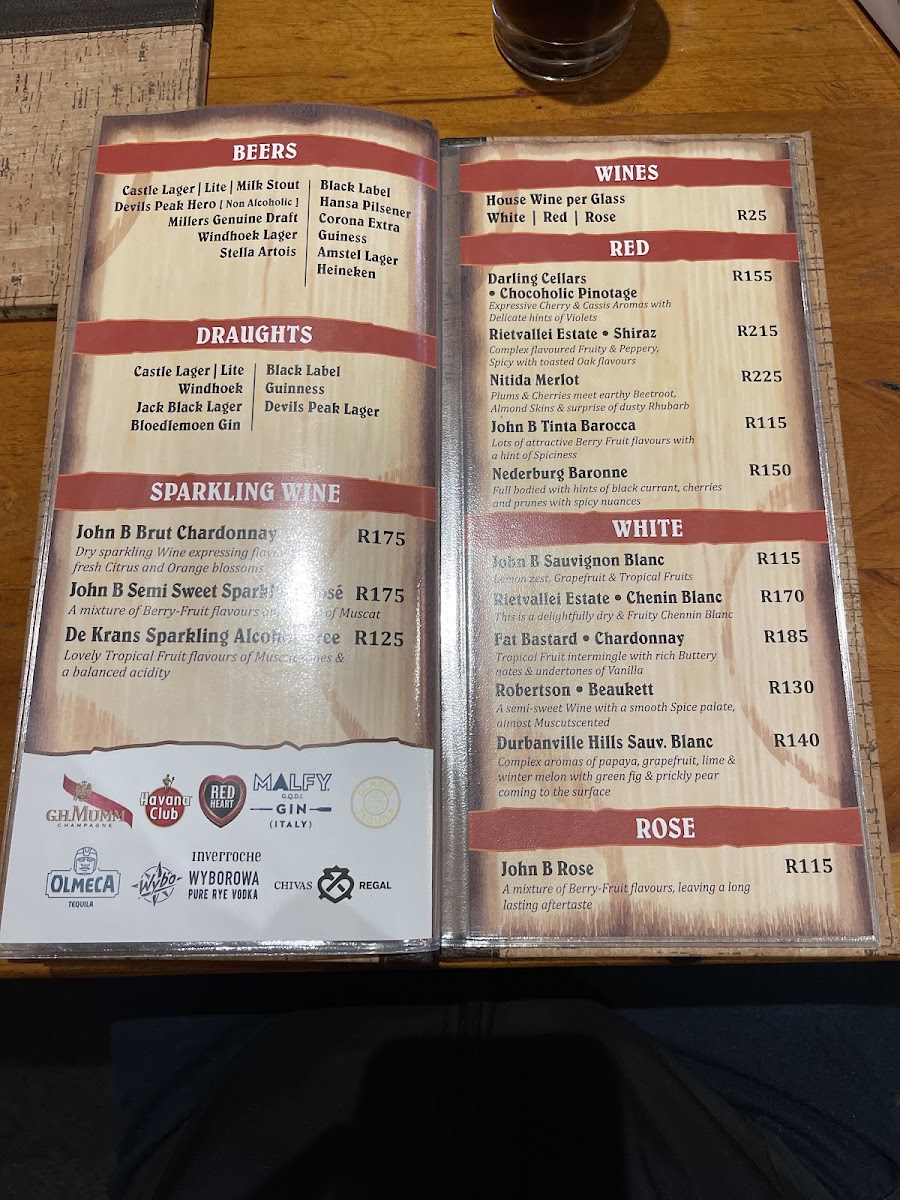 BEERS
Castle Lager | Lite | Milk Stout
Devils Peak Hero [ Non Alcoholic ]
Millers Genuine Draft
Windhoek Lager
Stella Artois
Black Label
Hansa Pilsener
Corona Extra
Guiness
Amstel Lager
Heineken
DRAUGHTS
Castle Lager | Lite
Windhoek
Jack Black Lager
Bloedlemoen Gin
Black Label
Guinness
Devils Peak Lager
SPARKLING WINE
John B Brut Chardonnay R175
Dry sparkling Wine expressing
fresh Citrus and Orange blossoms
John B Semi Sweet R175
A mixture of Berry-Fruit flavours of Muscat
De Krans Sparkling R125
Lovely Tropical Fruit flavours of &
a balanced acidity
G.H.MUMM
CHAMPAGNE
Havana
Club
RED
HEART
MALFY
G.Q.D.I.
GIN
(ITALY)
OLMECA
TEQUILA
Wybo
INVERROCHE
WYBOROWA
PURE RYE VODKA
CHIVAS REGAL
WINES
House Wine per Glass
White | Red | Rose R25
RED
Darling Cellars R155
• Chocoholic Pinotage
Expressive Cherry & Cassis Aromas with
Delicate hints of Violets
Rietvallei Estate • Shiraz R215
Complex flavoured Fruity & Peppery,
Spicy with toasted Oak flavours
Nitida Merlot R225
Plums & Cherries meet earthy Beetroot,
Almond Skins & surprise of dusty Rhubarb
John B Tinta Barocca R115
Lots of attractive Berry Fruit flavours with
a hint of Spiciness
Nederburg Baronne R150
Full bodied with hints of black currant, cherries
and prunes with spicy nuances
WHITE
John B Sauvignon Blanc R115
Lemon zest, Grapefruit & Tropical Fruits
Rietvallei Estate • Chenin Blanc R170
This is a delightfully dry & Fruity Chennin Blanc
Fat Bastard • Chardonnay R185
Tropical Fruit intermingle with rich Buttery
notes & undertones of Vanilla
Robertson • Beaukett R130
A semi-sweet Wine with a smooth Spice palate,
almost Muscutscented
Durbanville Hills Sauv. Blanc R140
Complex aromas of papaya, grapefruit, lime &
winter melon with green fig & prickly pear
coming to the surface
ROSE
John B Rose R115
A mixture of Berry-Fruit flavours, leaving a long
lasting aftertaste